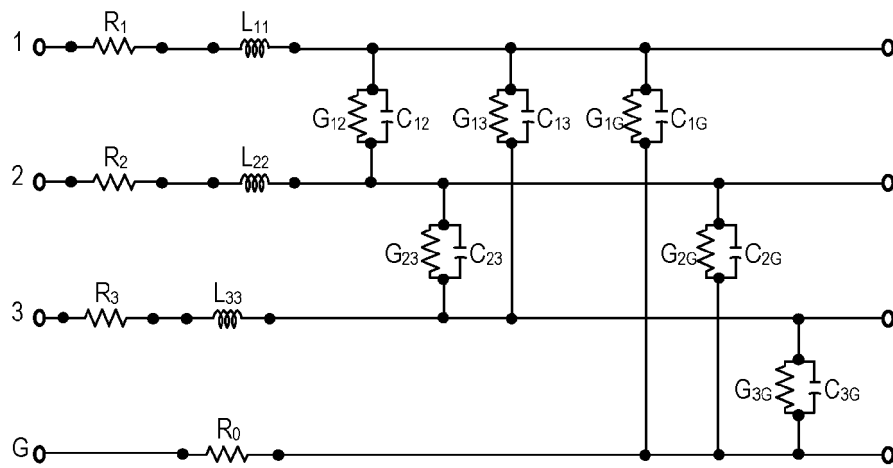 R₁ L₁₁
1
G₁₂ C₁₂ G₁₃ C₁₃ G₁G C₁G
R₂ L₂₂
2
G₂₃ C₂₃ G₂G C₂G
R₃ L₃₃
3
G₃G C₃G
R₀
G